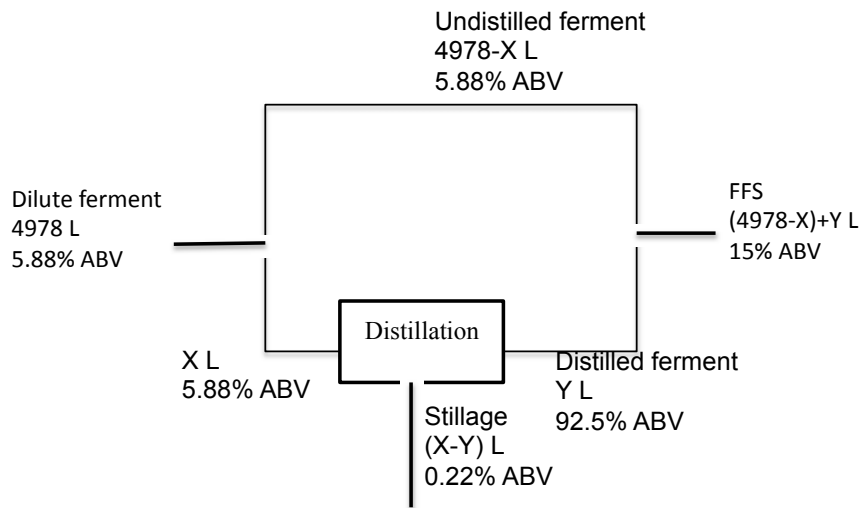 Undistilled ferment
4978-X L
5.88% ABV
Dilute ferment
4978 L
5.88% ABV
FFS
(4978-X)+Y L
15% ABV
Distillation
X L
5.88% ABV
Distilled ferment
Y L
92.5% ABV
Stillage
(X-Y) L
0.22% ABV